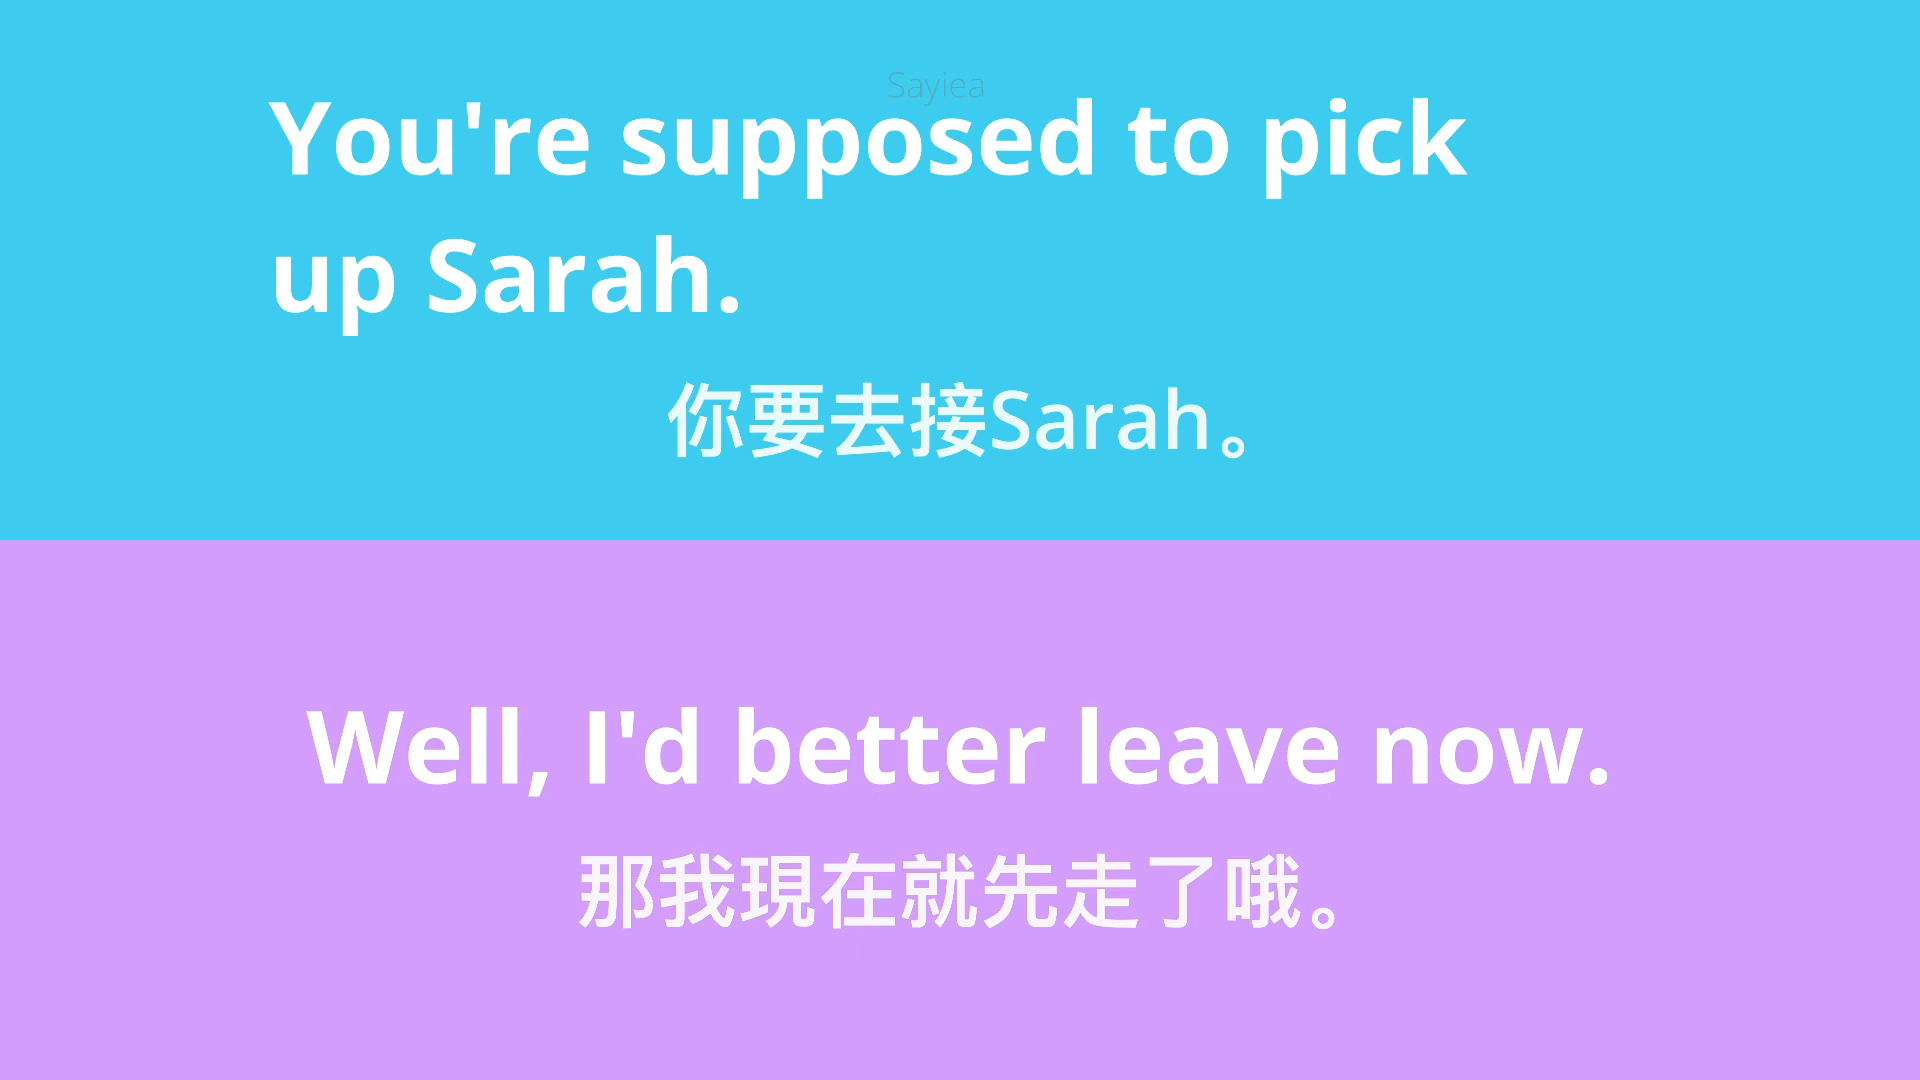 Sayiea
You're supposed to pick
up Sarah.
你要去接Sarah。
Well, I'd better leave now.
那我現在就先走了哦。